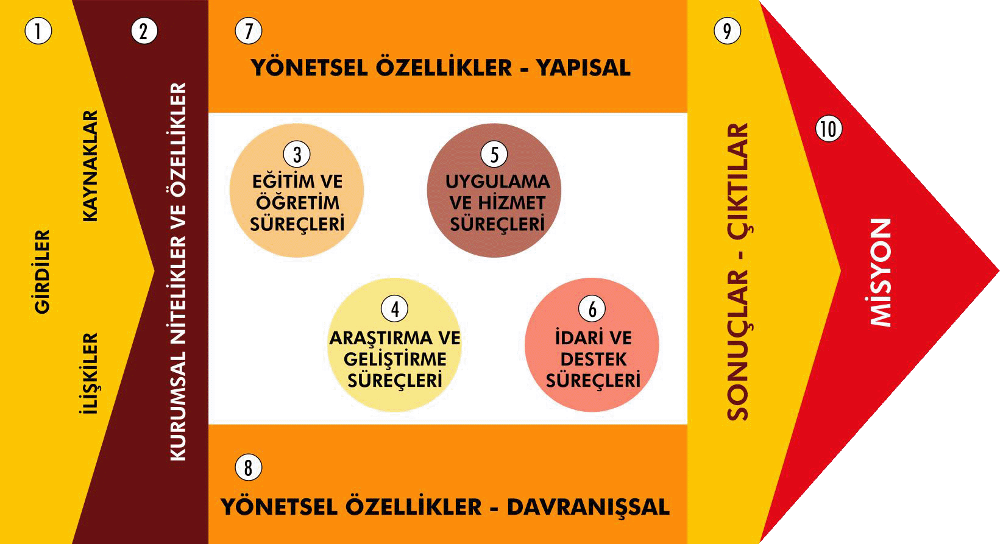 1
GİRDİLER
KAYNAKLAR
İLİŞKİLER
2
KURUMSAL NİTELİKLER VE ÖZELLİKLER
7
YÖNETSEL ÖZELLİKLER - YAPISAL
3
EĞİTİM VE
ÖĞRETİM
SÜREÇLERİ
5
UYGULAMA
VE HİZMET
SÜREÇLERİ
4
ARAŞTIRMA VE
GELİŞTİRME
SÜREÇLERİ
6
İDARİ VE
DESTEK
SÜREÇLERİ
8
YÖNETSEL ÖZELLİKLER - DAVRANIŞSAL
9
SONUÇLAR - ÇIKTILAR
10
MİSYON